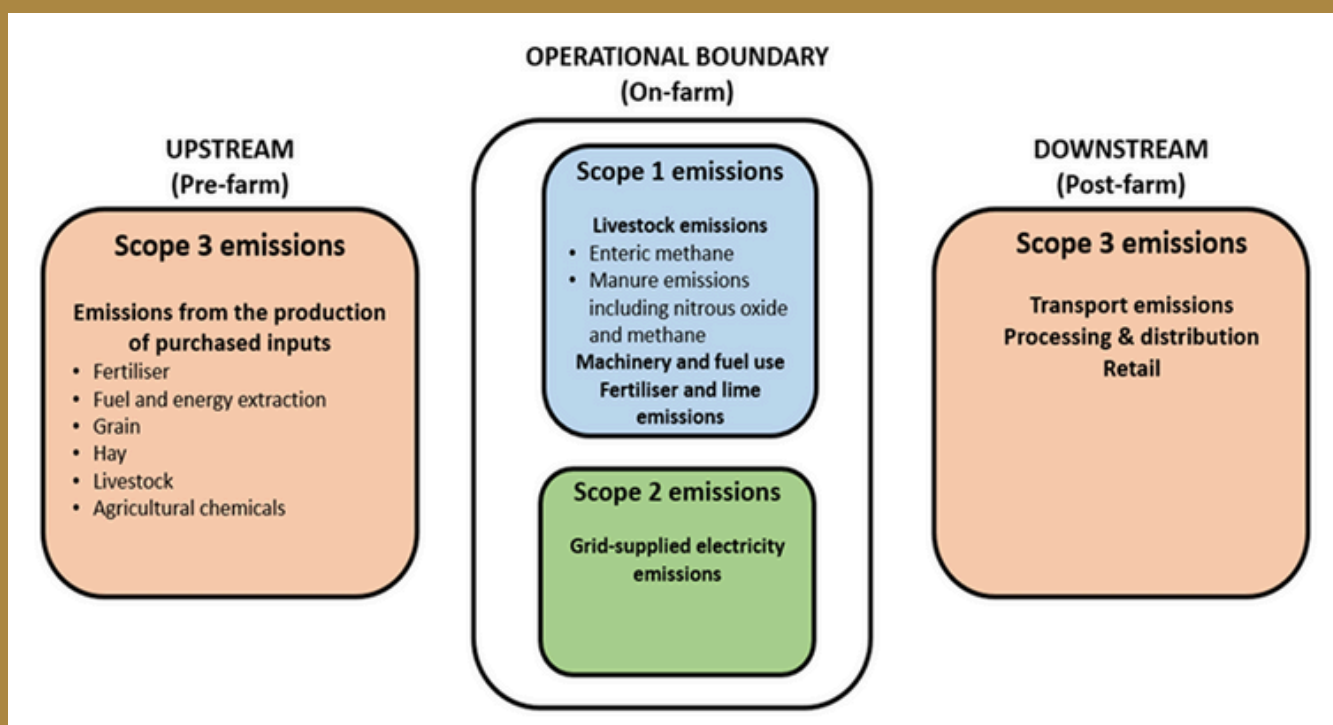 OPERATIONAL BOUNDARY
(On-farm)
UPSTREAM
(Pre-farm)
Scope 3 emissions
Emissions from the production
of purchased inputs
• Fertiliser
• Fuel and energy extraction
• Grain
• Hay
• Livestock
• Agricultural chemicals
Scope 1 emissions
Livestock emissions
• Enteric methane
• Manure emissions
including nitrous oxide
and methane
Machinery and fuel use
Fertiliser and lime
emissions
Scope 2 emissions
Grid-supplied electricity
emissions
DOWNSTREAM
(Post-farm)
Scope 3 emissions
Transport emissions
Processing & distribution
Retail